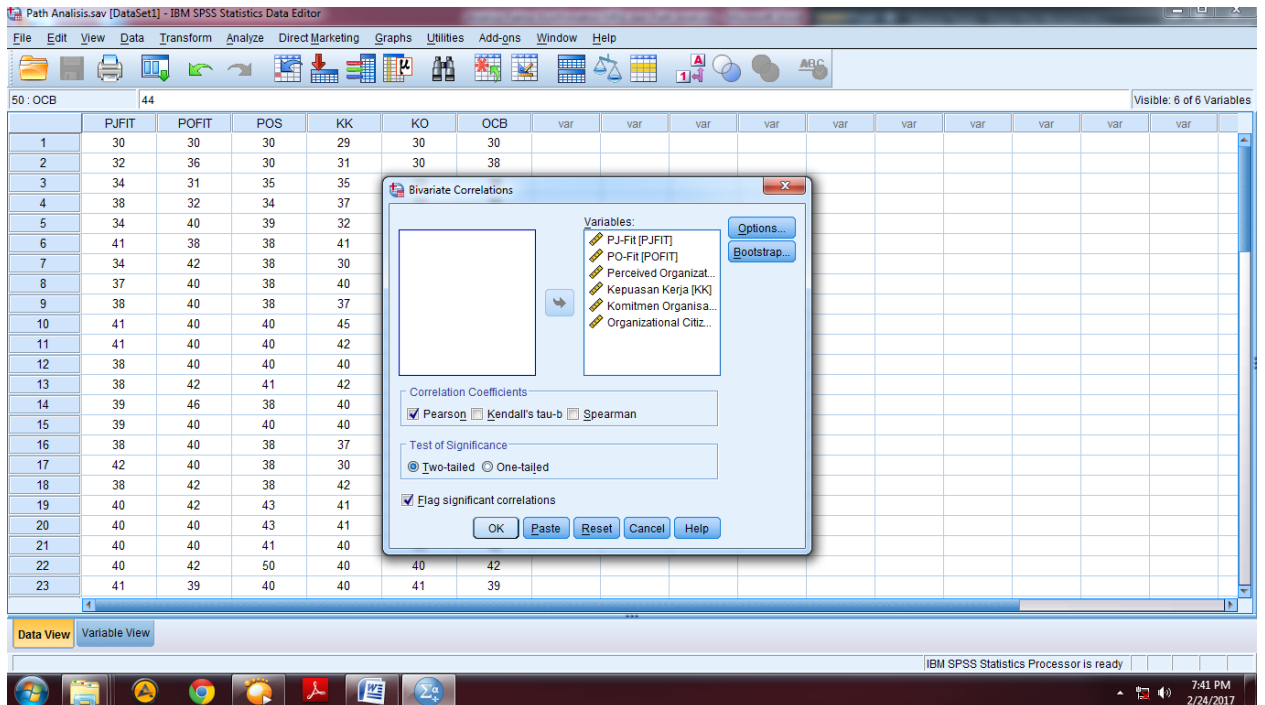 Path Analisis.sav [DataSet1] - IBM SPSS Statistics Data Editor
File Edit View Data Transform Analyze Direct Marketing Graphs Utilities Add-ons Window Help
50 : OCB 44 Visible: 6 of 6 Variables
PJFIT POFIT POS KK KO OCB var var var var var var var var var var
1 30 30 30 29 30 30
2 32 36 30 31 30 38
3 34 31 35 35
4 38 32 34 37
5 34 40 39 32
6 41 38 38 41
7 34 42 38 30
8 37 40 38 40
9 38 40 38 37
10 41 40 40 45
11 41 40 40 42
12 38 40 40 40
13 38 42 41 42
14 39 46 38 40
15 39 40 40 40
16 38 40 38 37
17 42 40 38 30
18 38 42 38 42
19 40 42 43 41
20 40 40 43 41
21 40 40 41 40
22 40 42 50 40 40 42
23 41 39 40 40 41 39
Bivariate Correlations
Variables:
PJ-Fit [PJFIT]
PO-Fit [POFIT]
Perceived Organizat...
Kepuasan Kerja [KK]
Komitmen Organisa...
Organizational Citiz...
Options...
Bootstrap...
Correlation Coefficients
Pearson Kendall's tau-b Spearman
Test of Significance
Two-tailed One-tailed
Flag significant correlations
OK Paste Reset Cancel Help
Data View Variable View
IBM SPSS Statistics Processor is ready
7:41 PM
2/24/2017